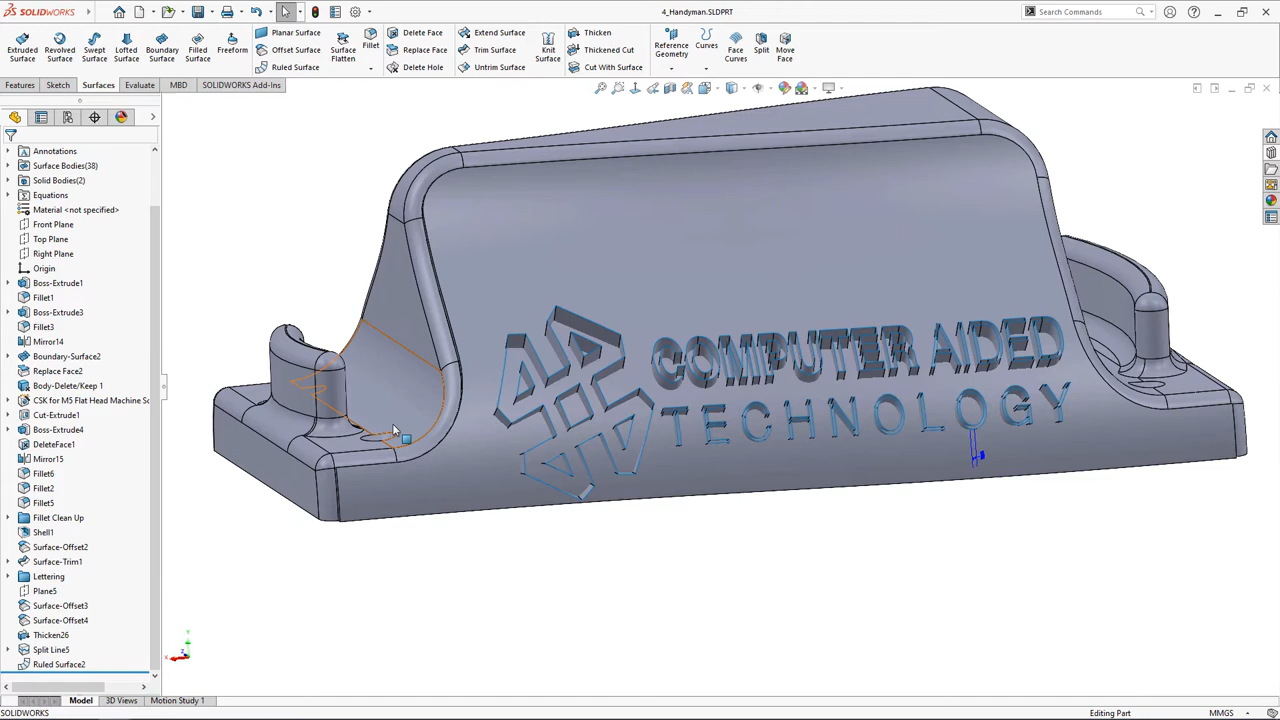 SOLIDWORKS
4_Handyman.SLDPRT
Search Commands
Extruded Surface
Revolved Surface
Swept Surface
Lofted Surface
Boundary Surface
Filled Surface
Freeform
Planar Surface
Offset Surface
Ruled Surface
Surface Flatten
Fillet
Delete Face
Replace Face
Delete Hole
Extend Surface
Trim Surface
Untrim Surface
Knit Surface
Thicken
Thickened Cut
Cut With Surface
Reference Geometry
Curves
Face Curves
Split
Move Face
Features
Sketch
Surfaces
Evaluate
MBD
SOLIDWORKS Add-Ins
Annotations
Surface Bodies(38)
Solid Bodies(2)
Equations
Material <not specified>
Front Plane
Top Plane
Right Plane
Origin
Boss-Extrude1
Fillet1
Boss-Extrude3
Fillet3
Mirror14
Boundary-Surface2
Replace Face2
Body-Delete/Keep 1
CSK for M5 Flat Head Machine Sc
Cut-Extrude1
Boss-Extrude4
DeleteFace1
Mirror15
Fillet6
Fillet2
Fillet5
Fillet Clean Up
Shell1
Surface-Offset2
Surface-Trim1
Lettering
Plane5
Surface-Offset3
Surface-Offset4
Thicken26
Split Line5
Ruled Surface2
COMPUTER AIDED
TECHNOLOGY
Y
X
Z
Model
3D Views
Motion Study 1
SOLIDWORKS
Editing Part
MMGS